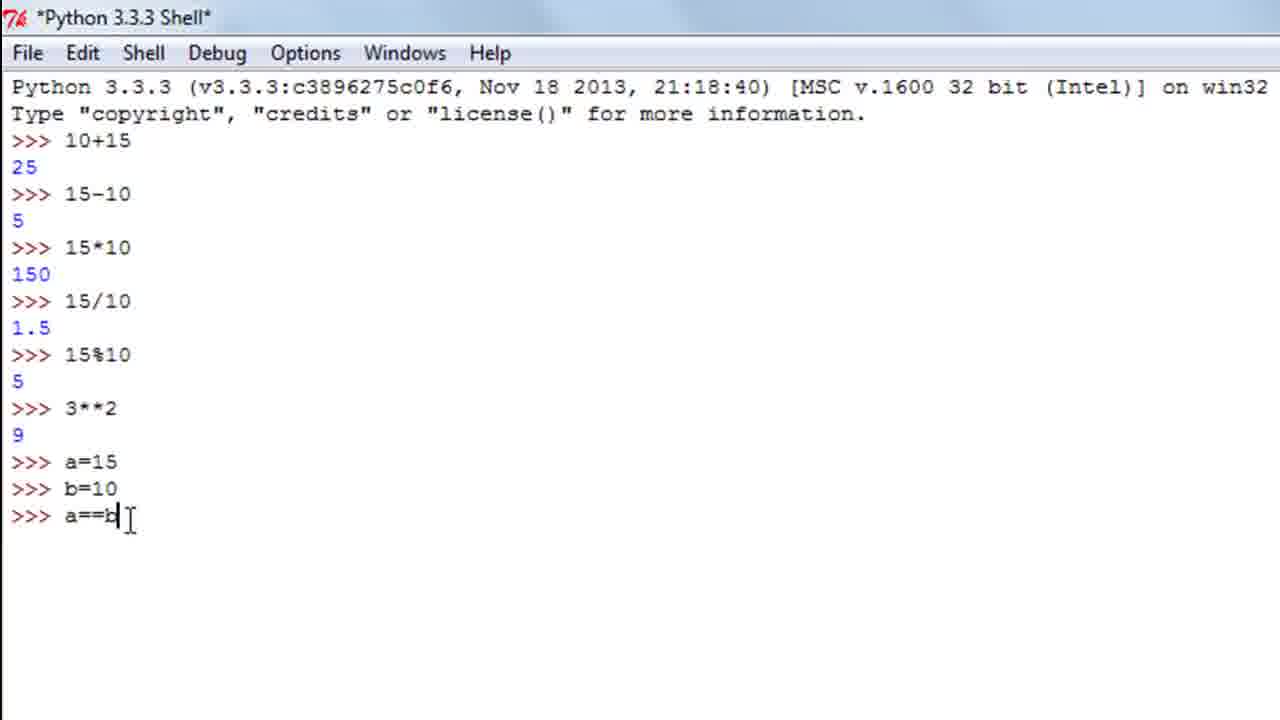 *Python 3.3.3 Shell*
File Edit Shell Debug Options Windows Help
Python 3.3.3 (v3.3.3:c3896275c0f6, Nov 18 2013, 21:18:40) [MSC v.1600 32 bit (Intel)] on win32
Type "copyright", "credits" or "license()" for more information.
>>> 10+15
25
>>> 15-10
5
>>> 15*10
150
>>> 15/10
1.5
>>> 15%10
5
>>> 3**2
9
>>> a=15
>>> b=10
>>> a==b